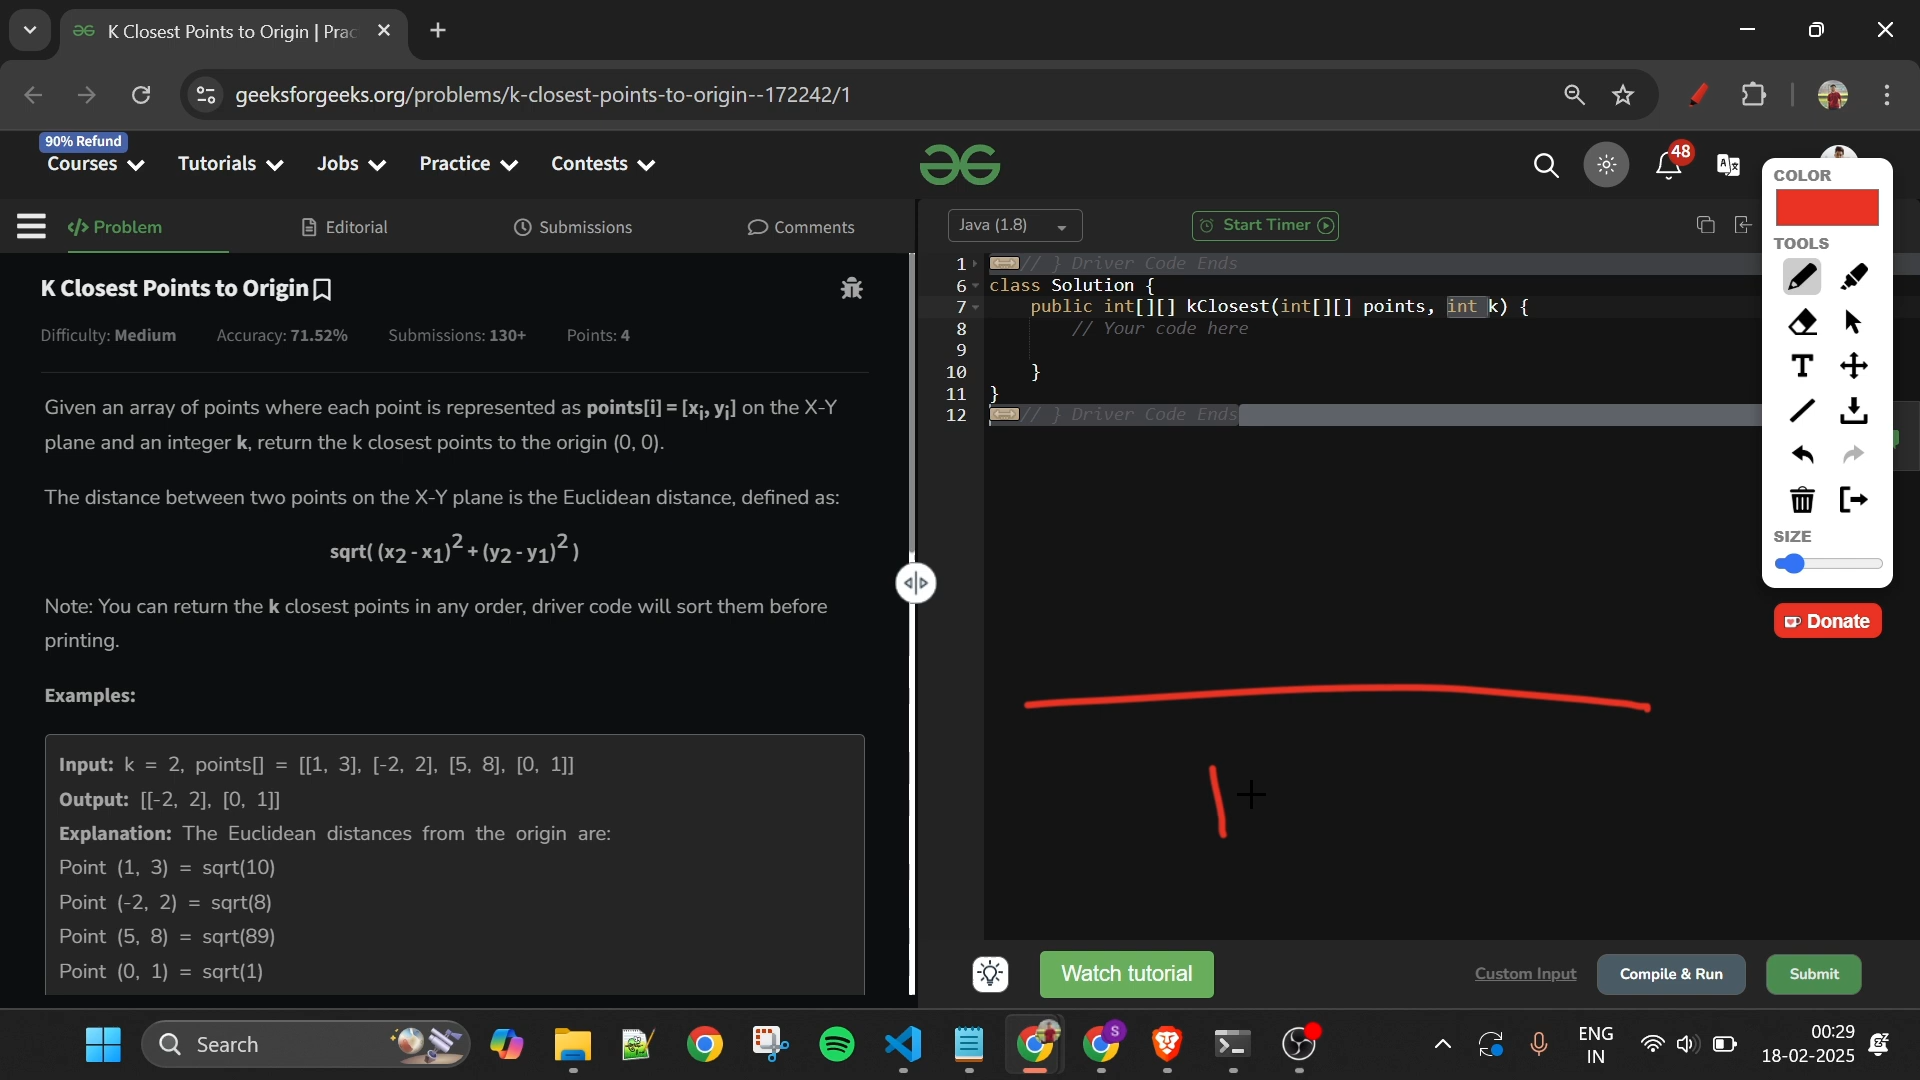 K Closest Points to Origin | Prac
geeksforgeeks.org/problems/k-closest-points-to-origin--172242/1
90% Refund
Courses Tutorials Jobs Practice Contests
48
Problem Editorial Submissions Comments
K Closest Points to Origin
Difficulty: Medium Accuracy: 71.52% Submissions: 130+ Points: 4
Given an array of points where each point is represented as points[i] = [xi, yi] on the X-Y
plane and an integer k, return the k closest points to the origin (0, 0).
The distance between two points on the X-Y plane is the Euclidean distance, defined as:
sqrt( (x2 - x1)2 + (y2 - y1)2 )
Note: You can return the k closest points in any order, driver code will sort them before
printing.
Examples:
Input: k = 2, points[] = [[1, 3], [-2, 2], [5, 8], [0, 1]]
Output: [[-2, 2], [0, 1]]
Explanation: The Euclidean distances from the origin are:
Point (1, 3) = sqrt(10)
Point (-2, 2) = sqrt(8)
Point (5, 8) = sqrt(89)
Point (0, 1) = sqrt(1)
Java (1.8) Start Timer
1 // } Driver Code Ends
6 class Solution {
7 public int[][] kClosest(int[][] points, int k) {
8 // Your code here
9
10 }
11 }
12 // } Driver Code Ends
COLOR
TOOLS
T
SIZE
Donate
Watch tutorial Custom Input Compile & Run Submit
Search
S
ENG
IN
00:29
18-02-2025